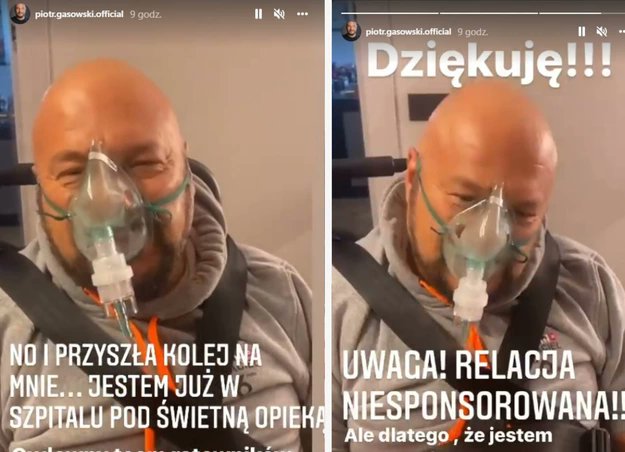 piotr.gasowski.official 9 godz.
NO I PRZYSZŁA KOLEJ NA
MNIE... JESTEM JUŻ W
SZPITALU POD ŚWIETNĄ OPIEKĄ
piotr.gasowski.official 9 godz.
Dziękuję!!!
UWAGA! RELACJA
NIESPONSOROWANA!!
Ale dlatego , że jestem